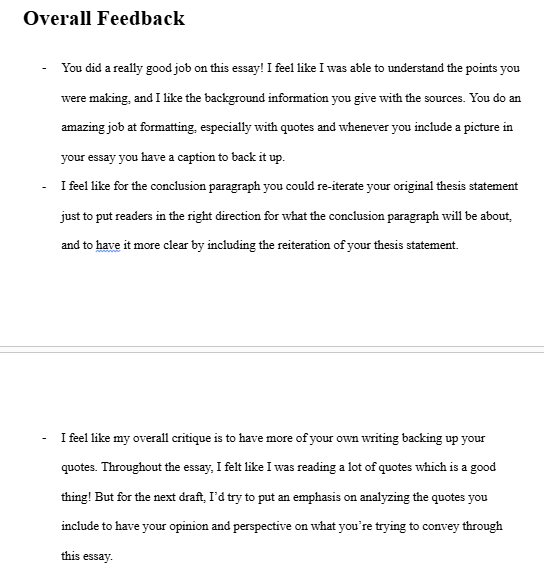 Overall Feedback
- You did a really good job on this essay! I feel like I was able to understand the points you
were making, and I like the background information you give with the sources. You do an
amazing job at formatting, especially with quotes and whenever you include a picture in
your essay you have a caption to back it up.
- I feel like for the conclusion paragraph you could re-iterate your original thesis statement
just to put readers in the right direction for what the conclusion paragraph will be about,
and to have it more clear by including the reiteration of your thesis statement.
- I feel like my overall critique is to have more of your own writing backing up your
quotes. Throughout the essay, I felt like I was reading a lot of quotes which is a good
thing! But for the next draft, I’d try to put an emphasis on analyzing the quotes you
include to have your opinion and perspective on what you’re trying to convey through
this essay.